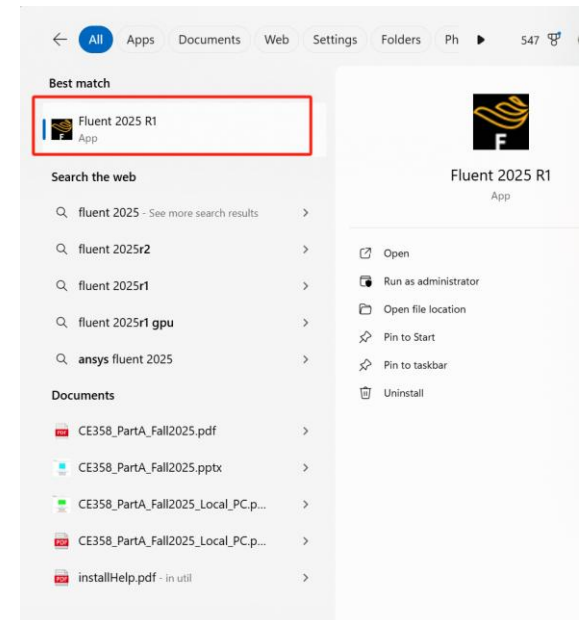 All Apps Documents Web Settings Folders Ph 547
Best match
Fluent 2025 R1
App
Search the web
fluent 2025 - See more search results
fluent 2025r2
fluent 2025r1
fluent 2025r1 gpu
ansys fluent 2025
Documents
CE358_PartA_Fall2025.pdf
CE358_PartA_Fall2025.pptx
CE358_PartA_Fall2025_Local_PC.p...
CE358_PartA_Fall2025_Local_PC.p...
installHelp.pdf - in util
F
Fluent 2025 R1
App
Open
Run as administrator
Open file location
Pin to Start
Pin to taskbar
Uninstall